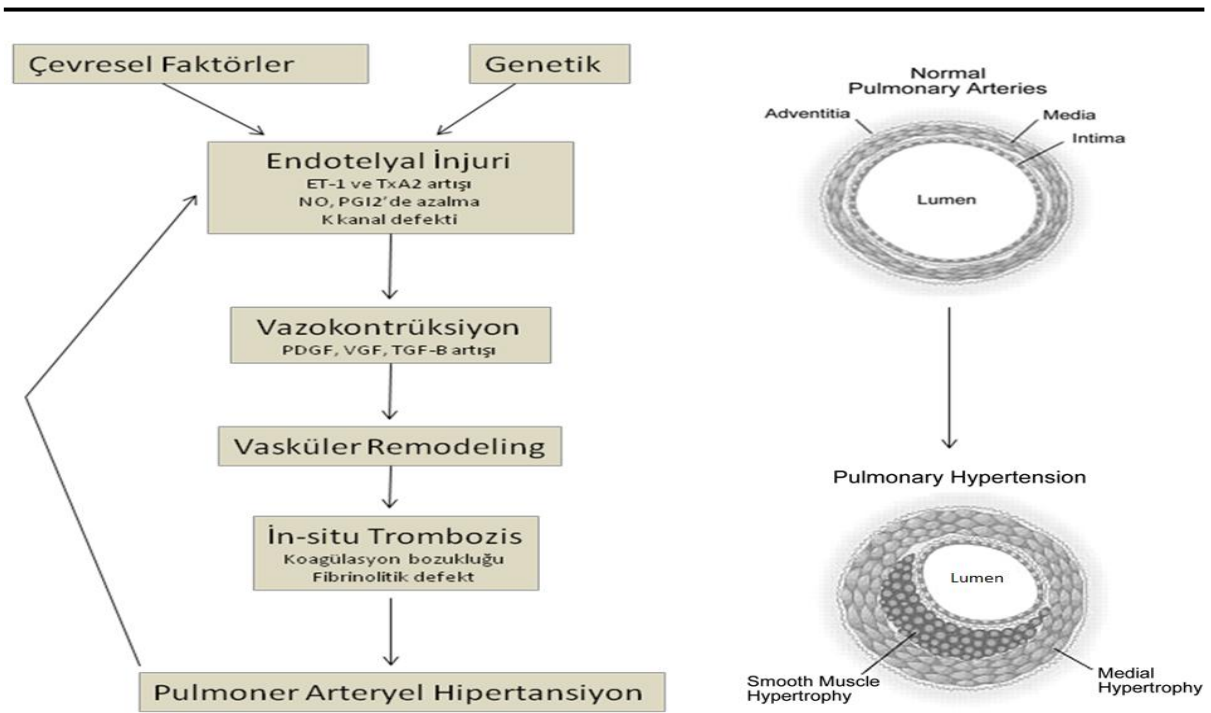 Çevresel Faktörler
Genetik
Endotelyal İnjuri
ET-1 ve TxA2 artışı
NO, PGI2'de azalma
K kanal defekti
Vazokontrüksiyon
PDGF, VGF, TGF-B artışı
Vasküler Remodeling
İn-situ Trombozis
Koagülasyon bozukluğu
Fibrinolitik defekt
Pulmoner Arteryel Hipertansiyon
Normal
Pulmonary Arteries
Adventitia
Media
Intima
Lumen
Pulmonary Hypertension
Lumen
Smooth Muscle
Hypertrophy
Medial
Hypertrophy